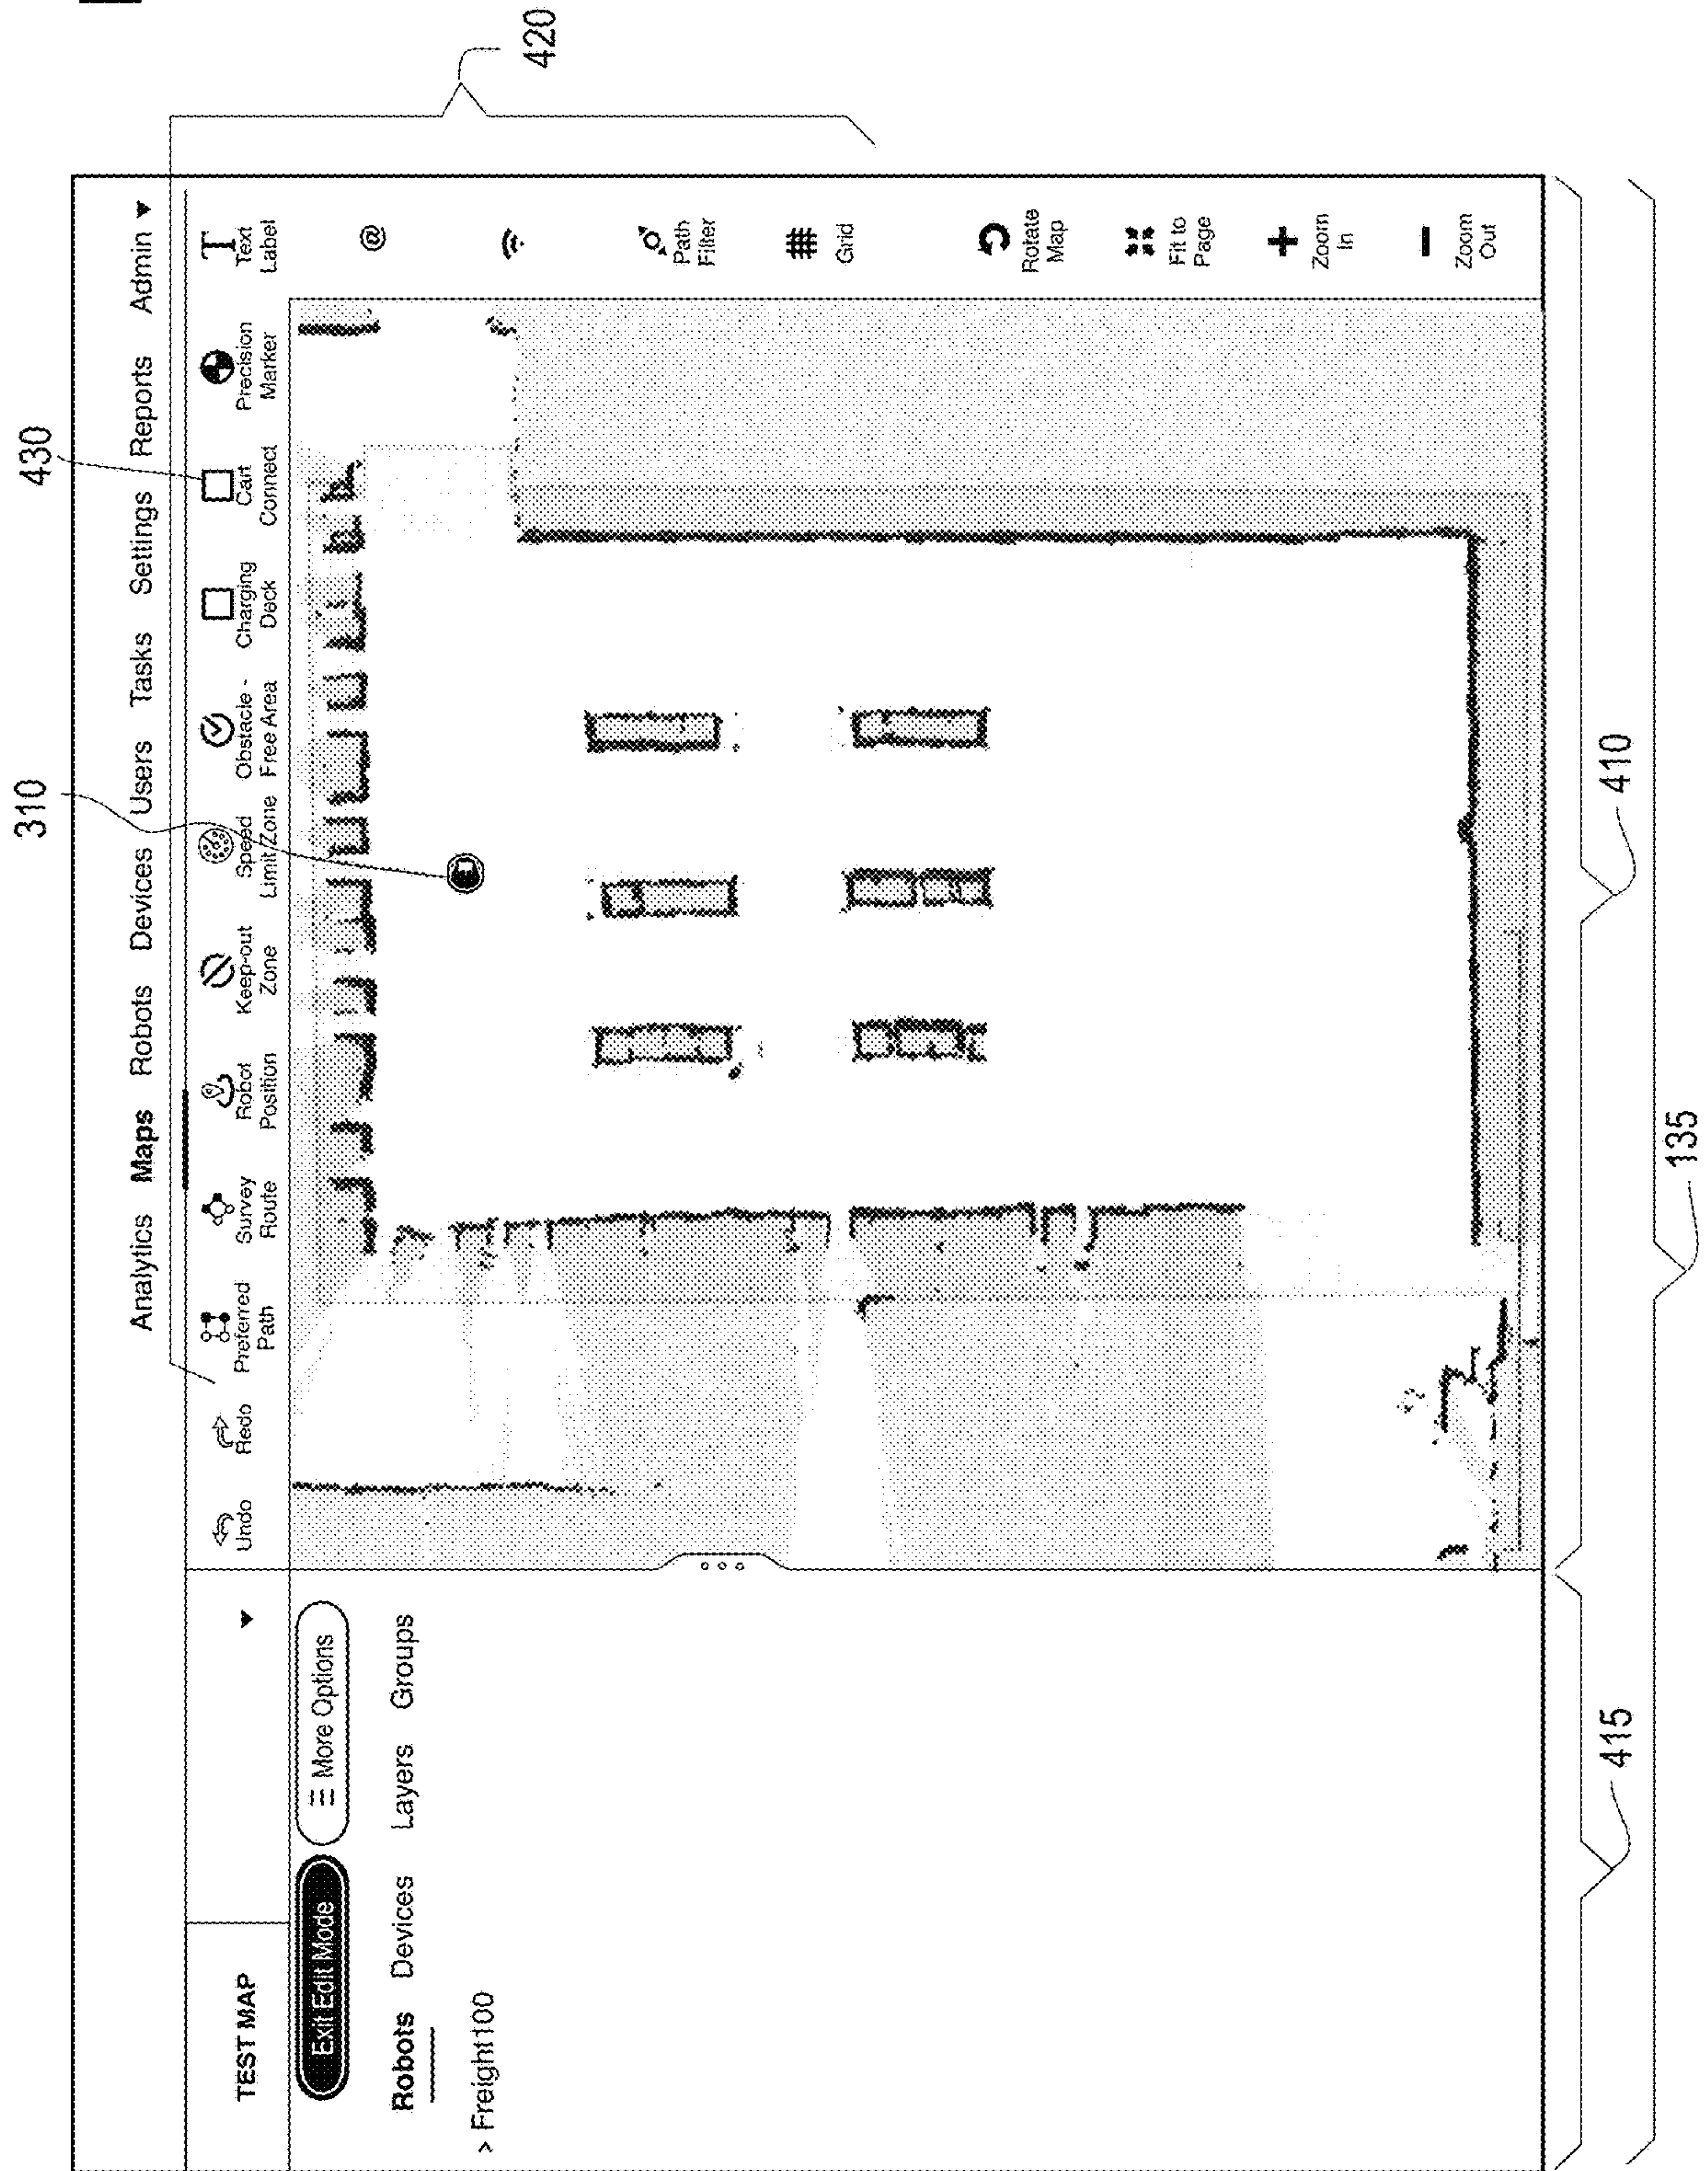 Analytics Maps Robots Devices Users Tasks Settings Reports Admin
TEST MAP
Undo
Redo
Preferred
Path
Survey
Route
Robot
Position
Keep-out
Zone
Speed
Limit Zone
Obstacle -
Free Area
Charging
Deck
Cart
Connect
Precision
Marker
T
Text
Label
@
Path
Filter
Grid
Rotate
Map
Fit to
Page
Zoom
In
Zoom
Out
Exit Edit Mode
More Options
Robots Devices Layers Groups
> Freight100
310
430
420
415
410
135